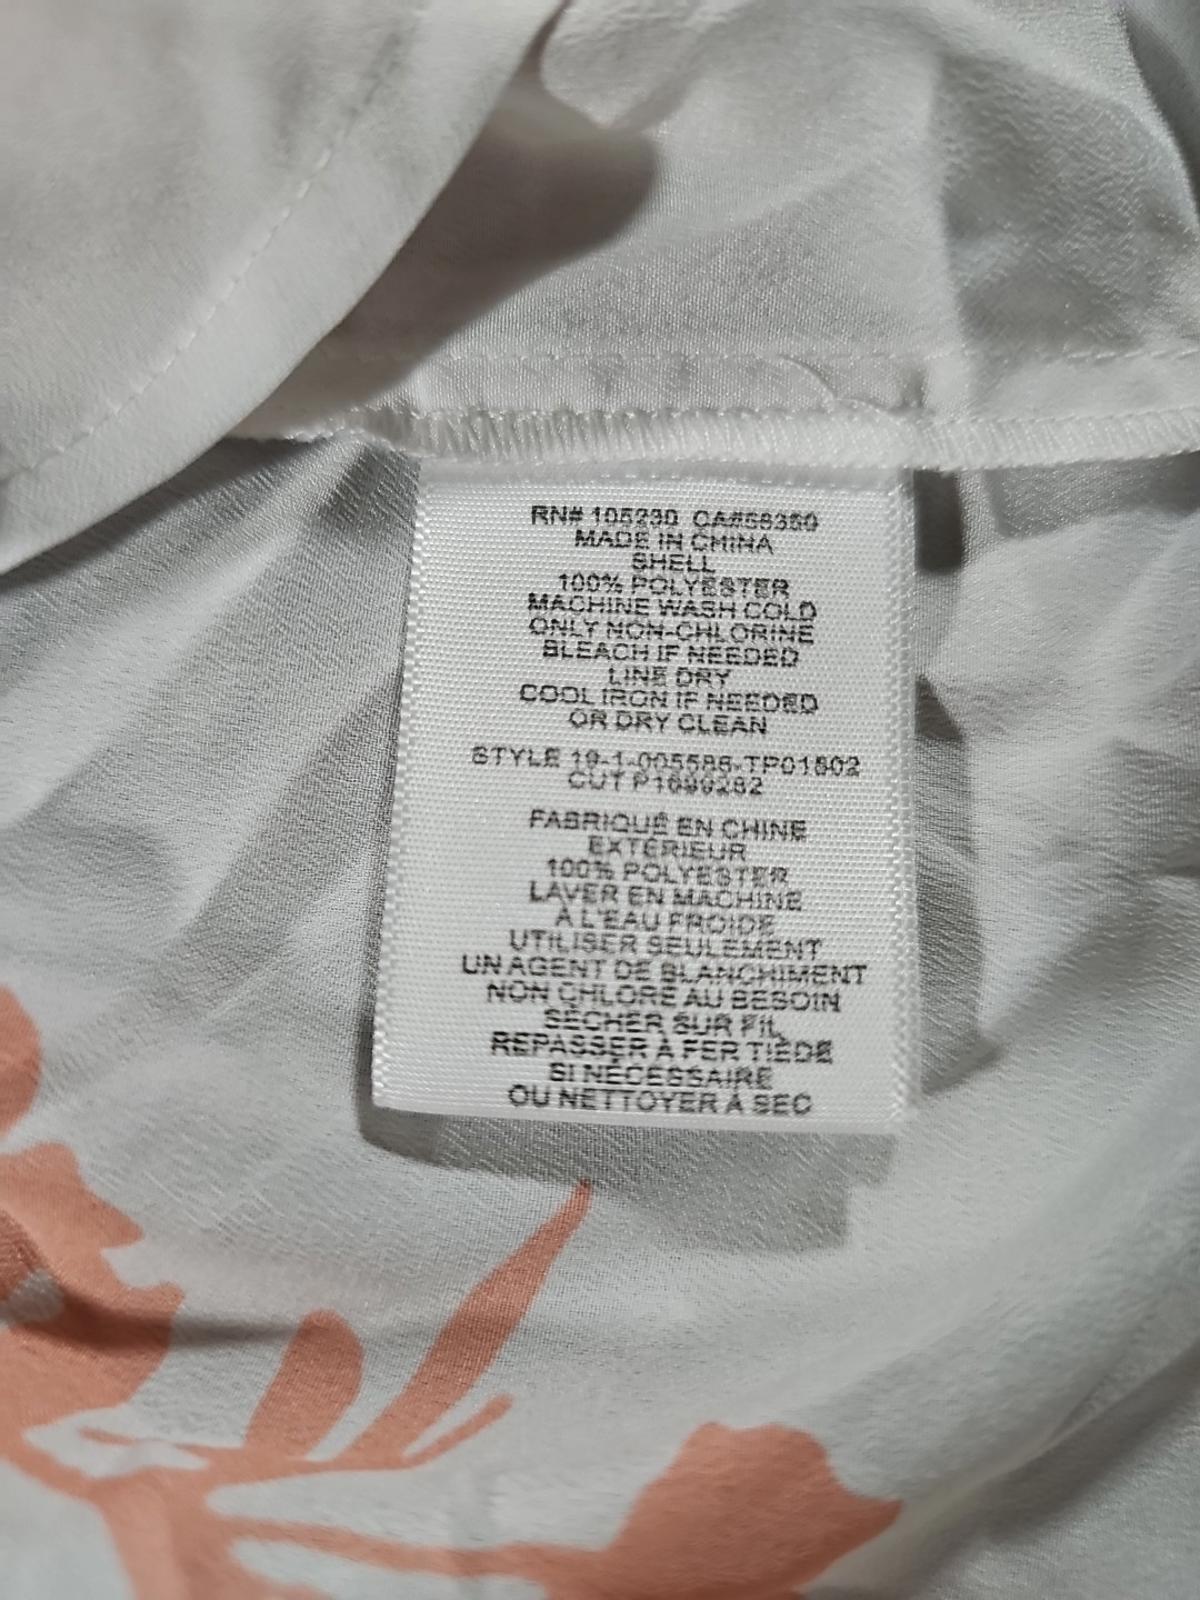 RN# 105230 CA#58350
MADE IN CHINA
SHELL
100% POLYESTER
MACHINE WASH COLD
ONLY NON-CHLORINE
BLEACH IF NEEDED
LINE DRY
COOL IRON IF NEEDED
OR DRY CLEAN
STYLE 19-1-005586-TP01502
CUT P1699282
FABRIQUÉ EN CHINE
EXTÉRIEUR
100% POLYESTER
LAVER EN MACHINE
À L'EAU FROIDE
UTILISER SEULEMENT
UN AGENT DE BLANCHIMENT
NON CHLORÉ AU BESOIN
SÉCHER SUR FIL
REPASSER À FER TIÈDE
SI NÉCESSAIRE
OU NETTOYER À SEC